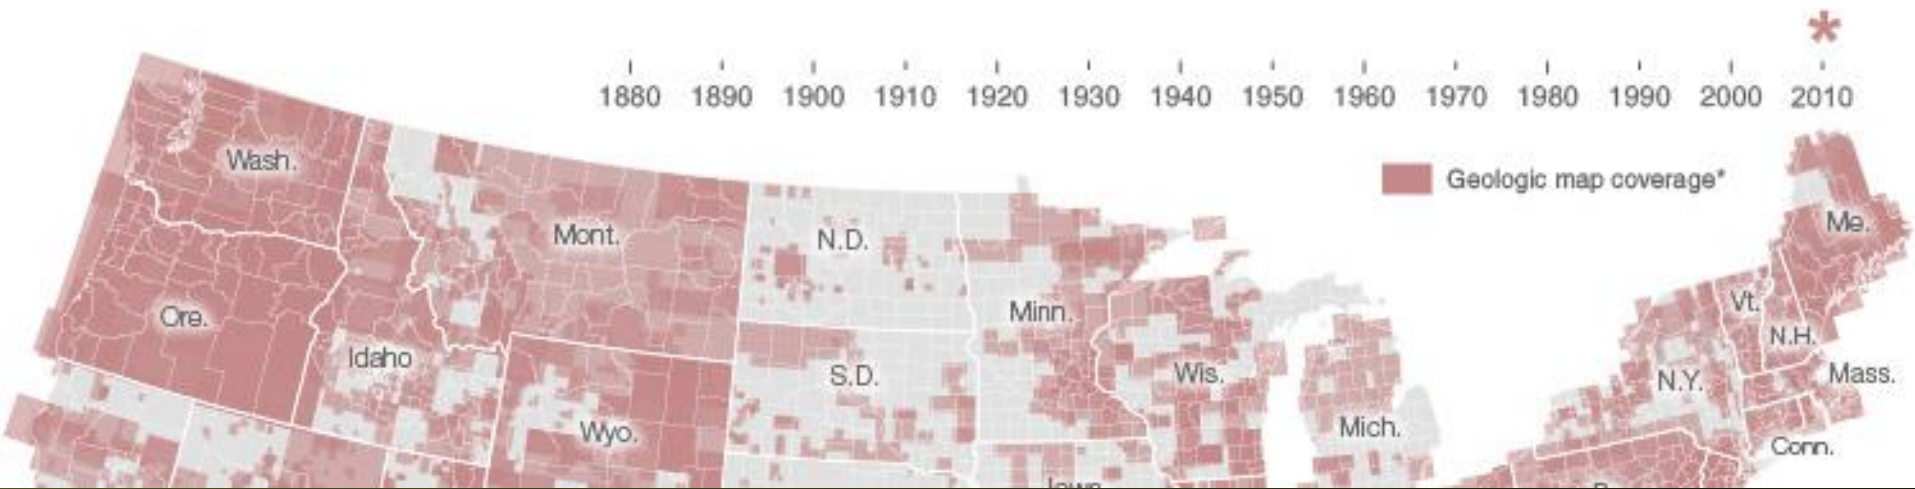 *
1880 1890 1900 1910 1920 1930 1940 1950 1960 1970 1980 1990 2000 2010
Geologic map coverage*
Wash.
Mont.
N.D.
Me.
Ore.
Minn.
Vt.
N.H.
Idaho
S.D.
Wis.
N.Y.
Mass.
Wyo.
Mich.
Conn.
Iowa